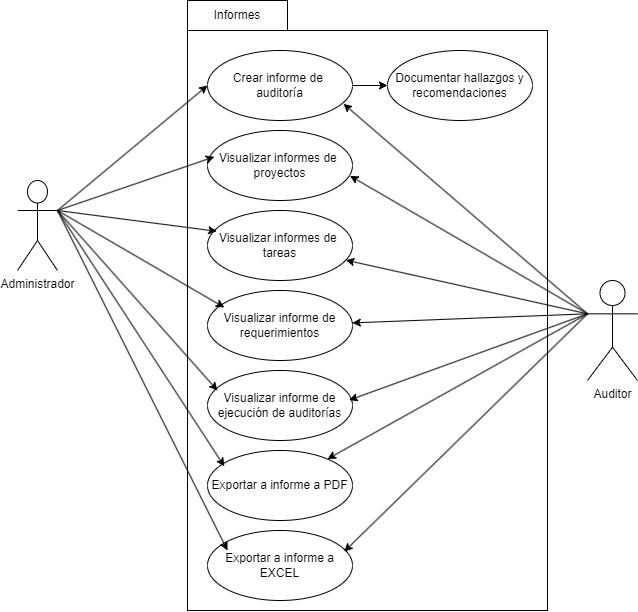 Informes
Crear informe de
auditoría
Documentar hallazgos y
recomendaciones
Visualizar informes de
proyectos
Visualizar informes de
tareas
Administrador
Visualizar informe de
requerimientos
Auditor
Visualizar informe de
ejecución de auditorías
Exportar a informe a PDF
Exportar a informe a
EXCEL